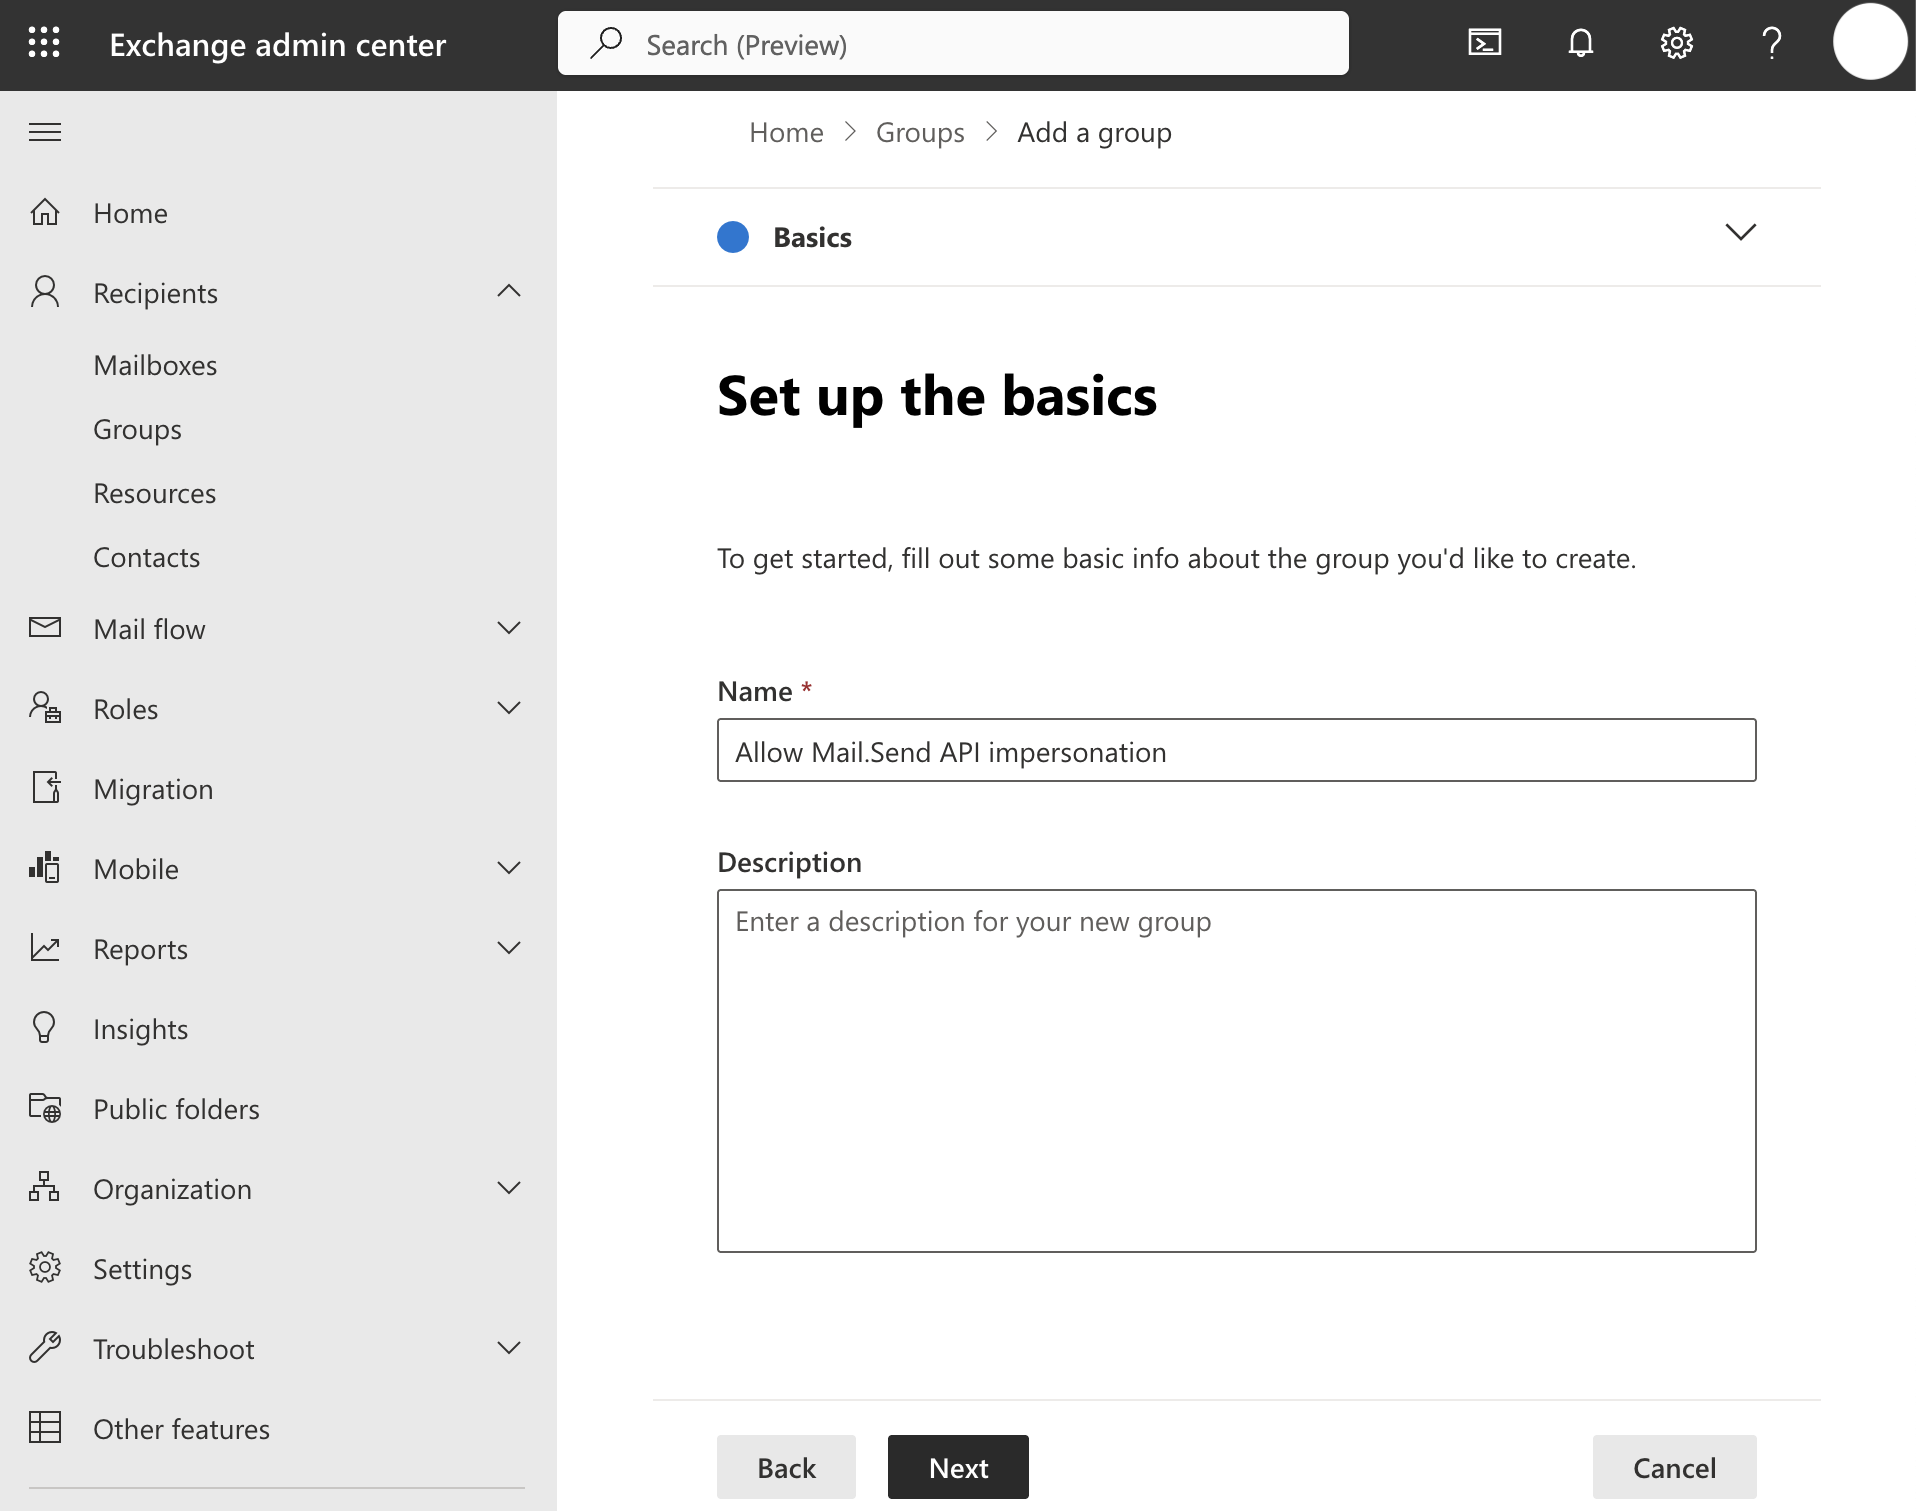 Exchange admin center
Search (Preview)
Home
Recipients
Mailboxes
Groups
Resources
Contacts
Mail flow
Roles
Migration
Mobile
Reports
Insights
Public folders
Organization
Settings
Troubleshoot
Other features
Home > Groups > Add a group
Basics
Set up the basics
To get started, fill out some basic info about the group you'd like to create.
Name *
Allow Mail.Send API impersonation
Description
Enter a description for your new group
Back Next Cancel